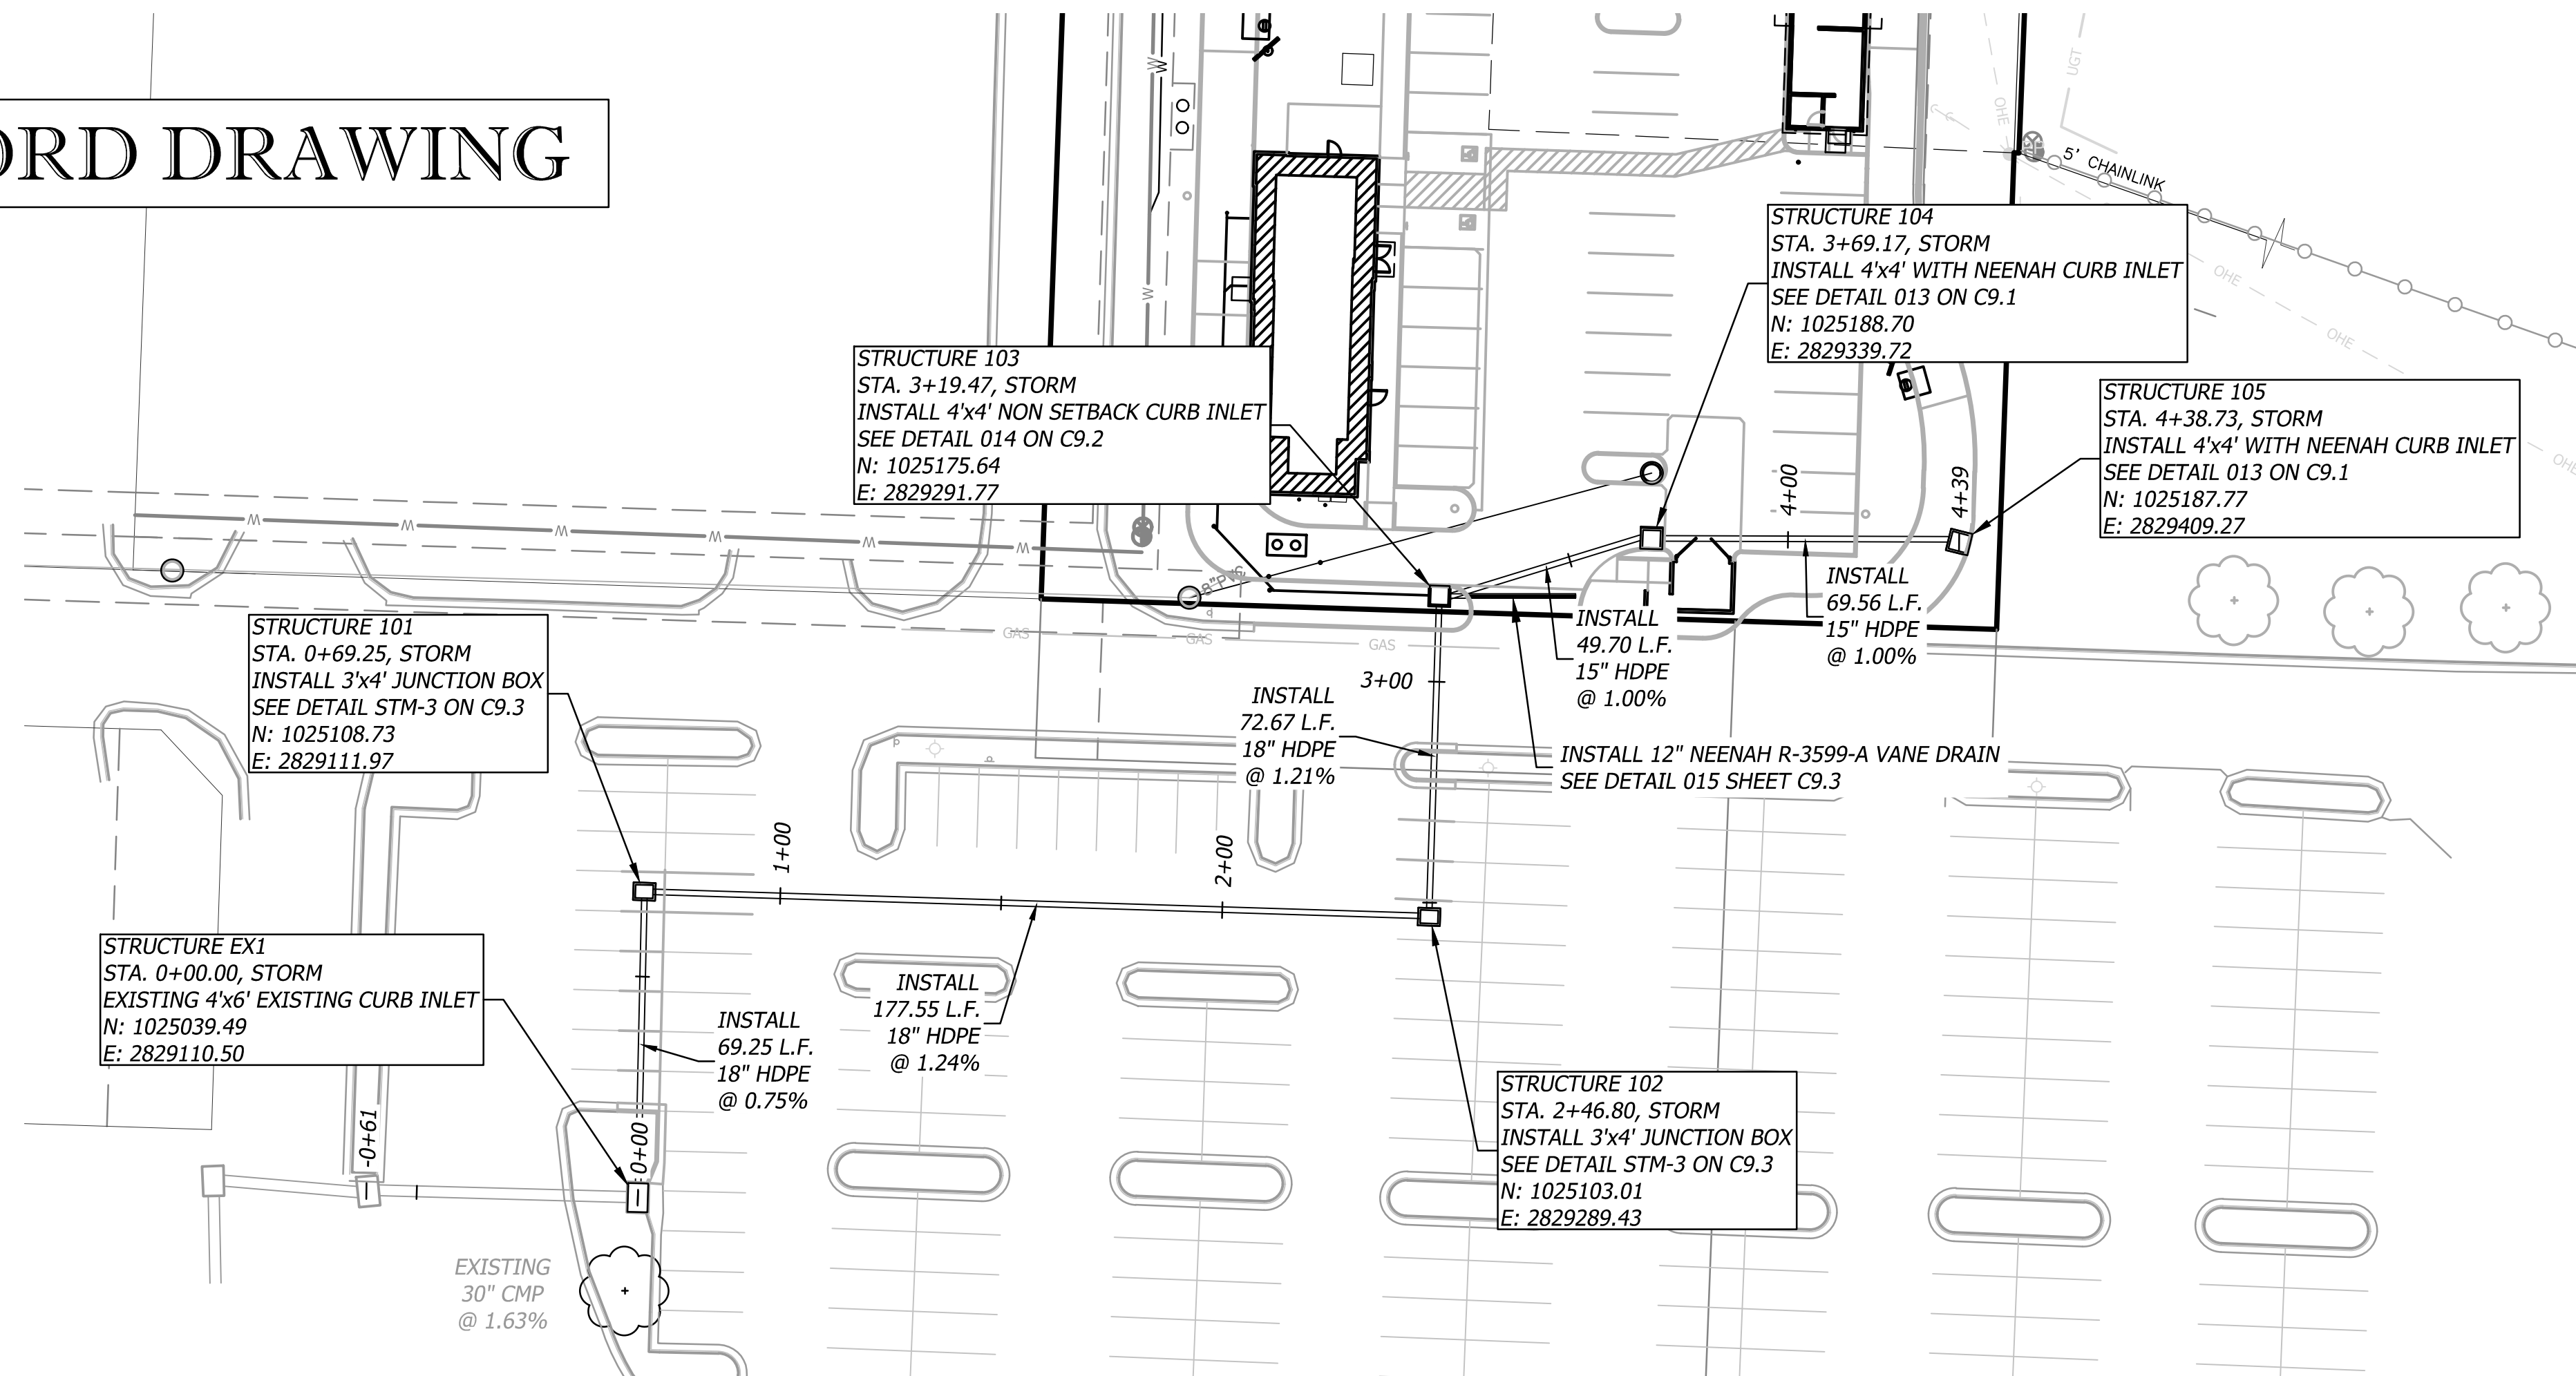 ORD DRAWING
UGT
OHE
5' CHAINLINK
OHE
OHE
OHE
W
W
W
STRUCTURE 104
STA. 3+69.17, STORM
INSTALL 4'x4' WITH NEENAH CURB INLET
SEE DETAIL 013 ON C9.1
N: 1025188.70
E: 2829339.72
STRUCTURE 103
STA. 3+19.47, STORM
INSTALL 4'x4' NON SETBACK CURB INLET
SEE DETAIL 014 ON C9.2
N: 1025175.64
E: 2829291.77
STRUCTURE 105
STA. 4+38.73, STORM
INSTALL 4'x4' WITH NEENAH CURB INLET
SEE DETAIL 013 ON C9.1
N: 1025187.77
E: 2829409.27
4+00
4+39
W W W W W W
8"PVC
GAS GAS GAS
INSTALL
69.56 L.F.
15" HDPE
@ 1.00%
INSTALL
49.70 L.F.
15" HDPE
@ 1.00%
STRUCTURE 101
STA. 0+69.25, STORM
INSTALL 3'x4' JUNCTION BOX
SEE DETAIL STM-3 ON C9.3
N: 1025108.73
E: 2829111.97
3+00
INSTALL
72.67 L.F.
18" HDPE
@ 1.21%
INSTALL 12" NEENAH R-3599-A VANE DRAIN
SEE DETAIL 015 SHEET C9.3
1+00
2+00
STRUCTURE EX1
STA. 0+00.00, STORM
EXISTING 4'x6' EXISTING CURB INLET
N: 1025039.49
E: 2829110.50
INSTALL
177.55 L.F.
18" HDPE
@ 1.24%
INSTALL
69.25 L.F.
18" HDPE
@ 0.75%
STRUCTURE 102
STA. 2+46.80, STORM
INSTALL 3'x4' JUNCTION BOX
SEE DETAIL STM-3 ON C9.3
N: 1025103.01
E: 2829289.43
-0+61
0+00
EXISTING
30" CMP
@ 1.63%